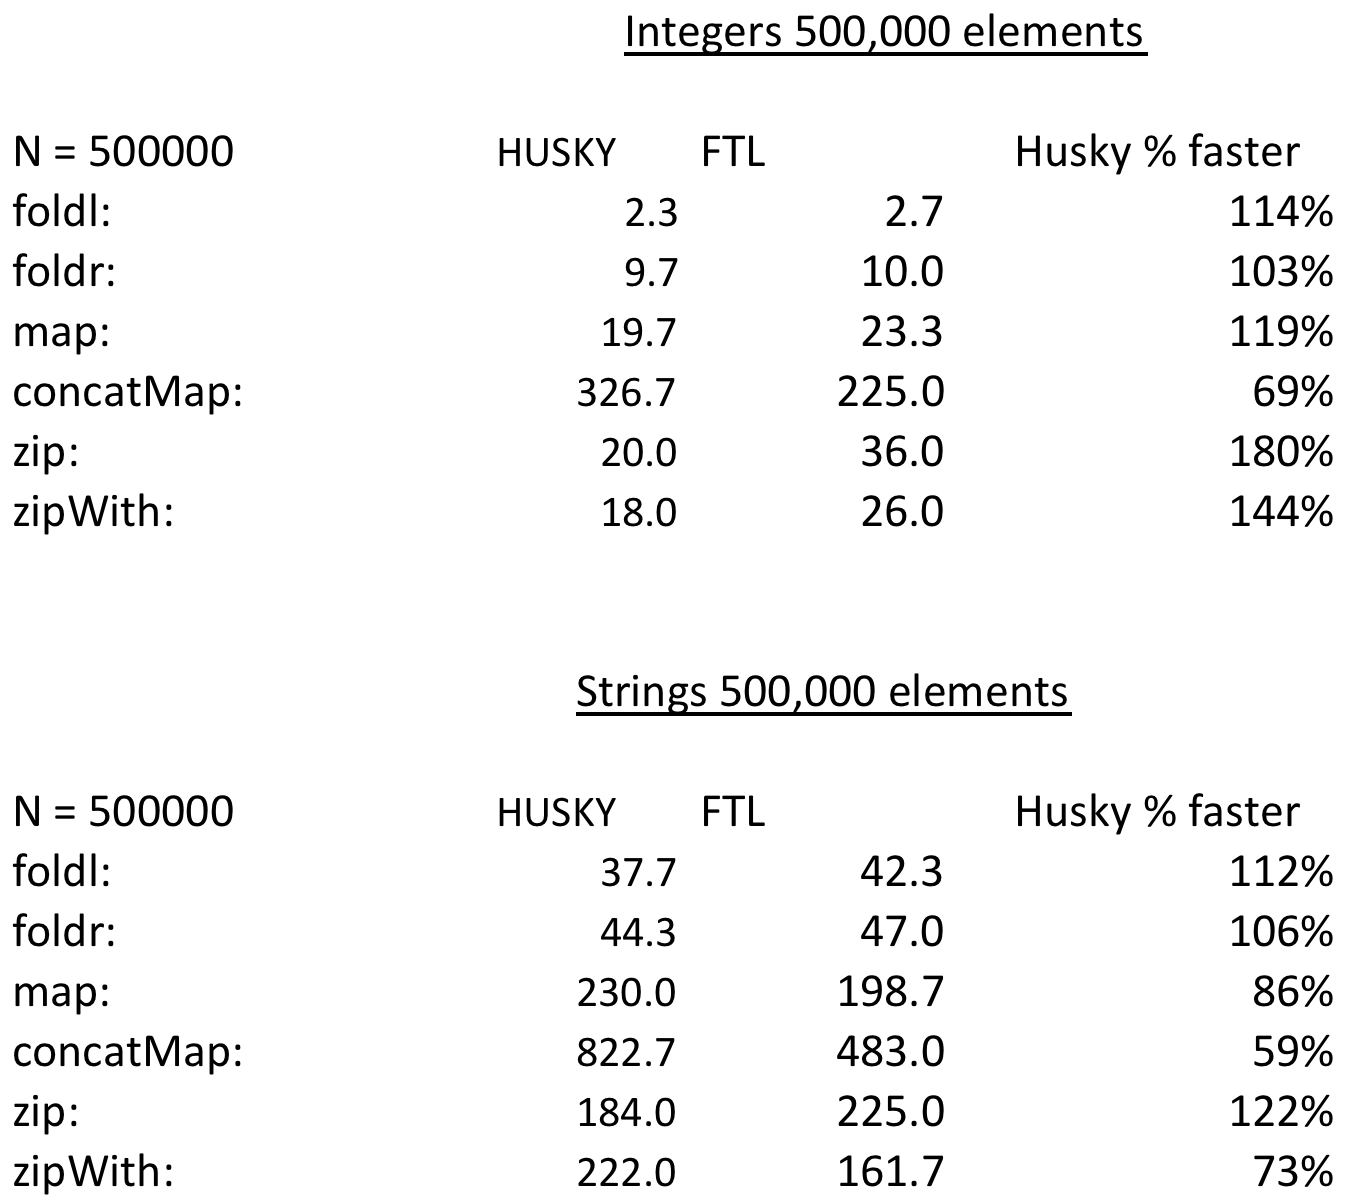 Integers 500,000 elements
N = 500000 HUSKY FTL Husky % faster
foldl: 2.3 2.7 114%
foldr: 9.7 10.0 103%
map: 19.7 23.3 119%
concatMap: 326.7 225.0 69%
zip: 20.0 36.0 180%
zipWith: 18.0 26.0 144%
Strings 500,000 elements
N = 500000 HUSKY FTL Husky % faster
foldl: 37.7 42.3 112%
foldr: 44.3 47.0 106%
map: 230.0 198.7 86%
concatMap: 822.7 483.0 59%
zip: 184.0 225.0 122%
zipWith: 222.0 161.7 73%